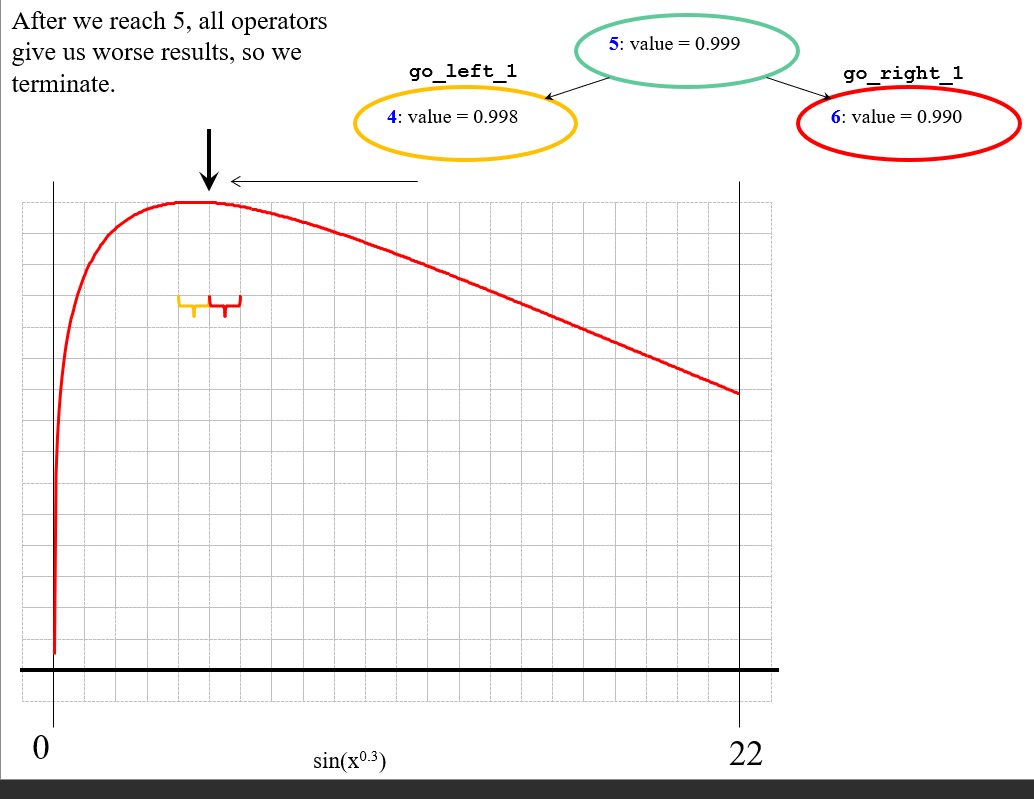 After we reach 5, all operators
give us worse results, so we
terminate.
5: value = 0.999
go_left_1
go_right_1
4: value = 0.998
6: value = 0.990
0
sin(x^0.3)
22